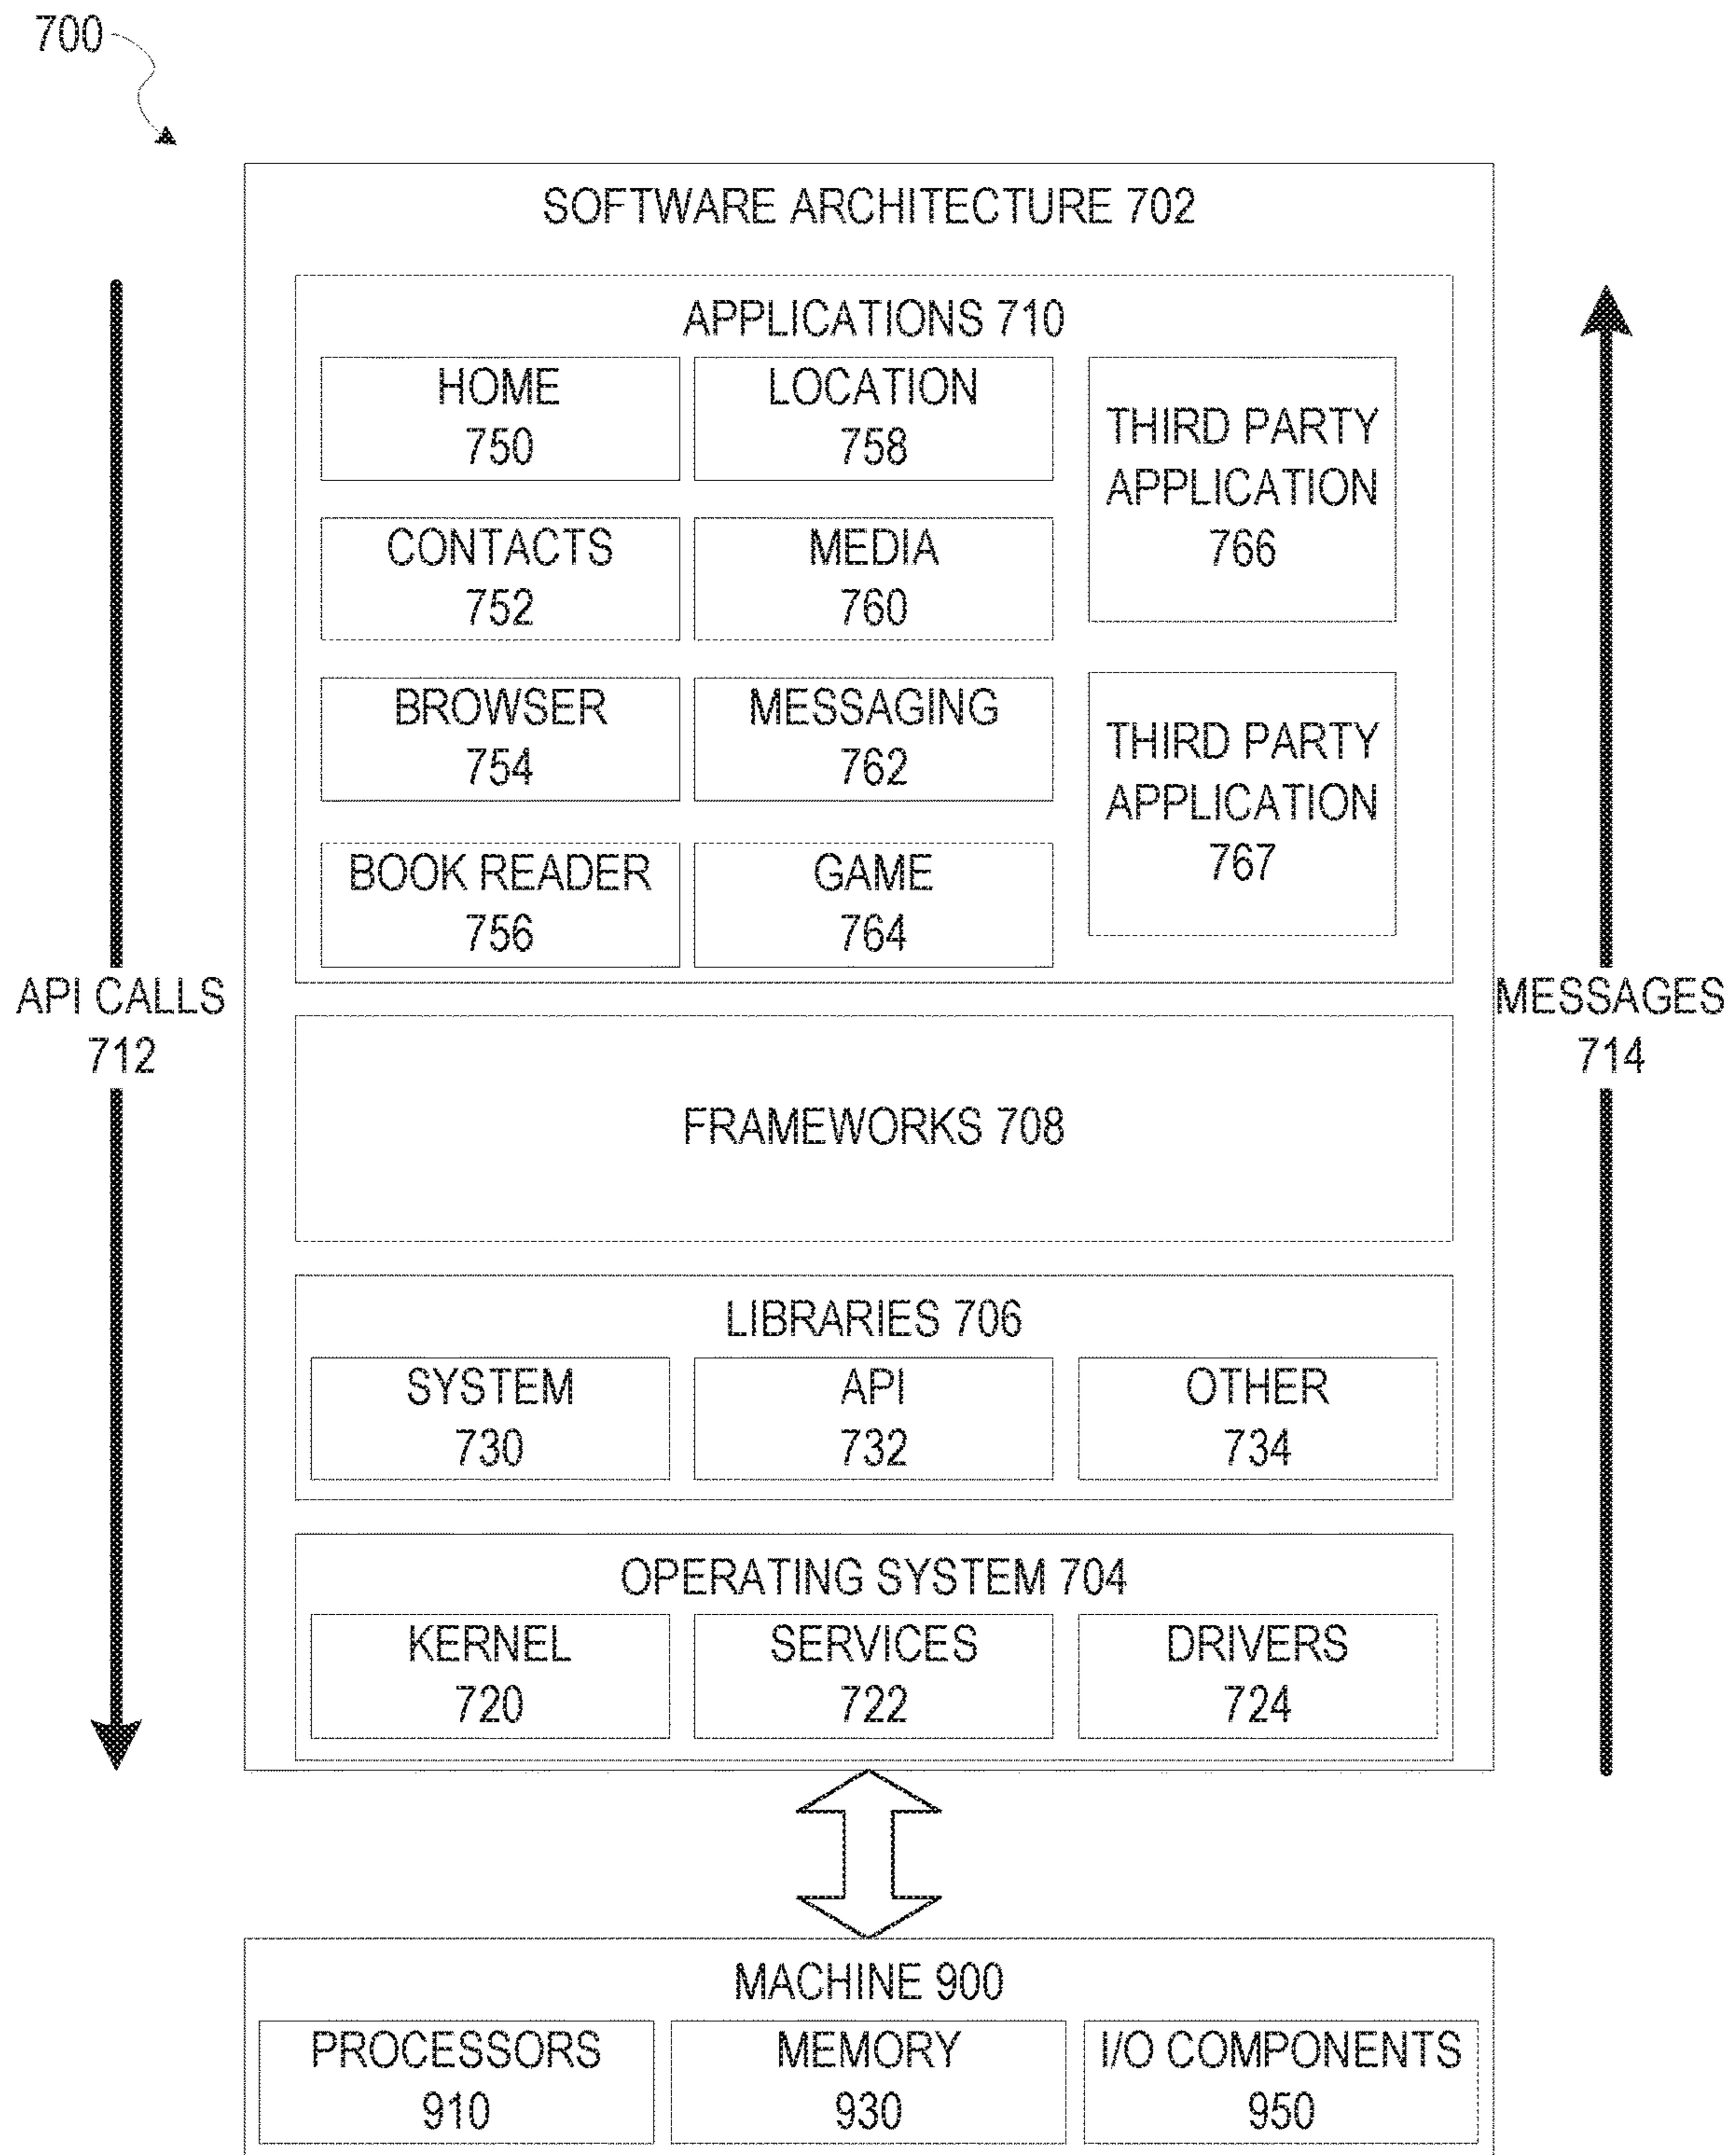 700
SOFTWARE ARCHITECTURE 702
APPLICATIONS 710
HOME
750
LOCATION
758
THIRD PARTY
APPLICATION
766
CONTACTS
752
MEDIA
760
BROWSER
754
MESSAGING
762
THIRD PARTY
APPLICATION
767
BOOK READER
756
GAME
764
API CALLS
712
MESSAGES
714
FRAMEWORKS 708
LIBRARIES 706
SYSTEM
730
API
732
OTHER
734
OPERATING SYSTEM 704
KERNEL
720
SERVICES
722
DRIVERS
724
MACHINE 900
PROCESSORS
910
MEMORY
930
I/O COMPONENTS
950